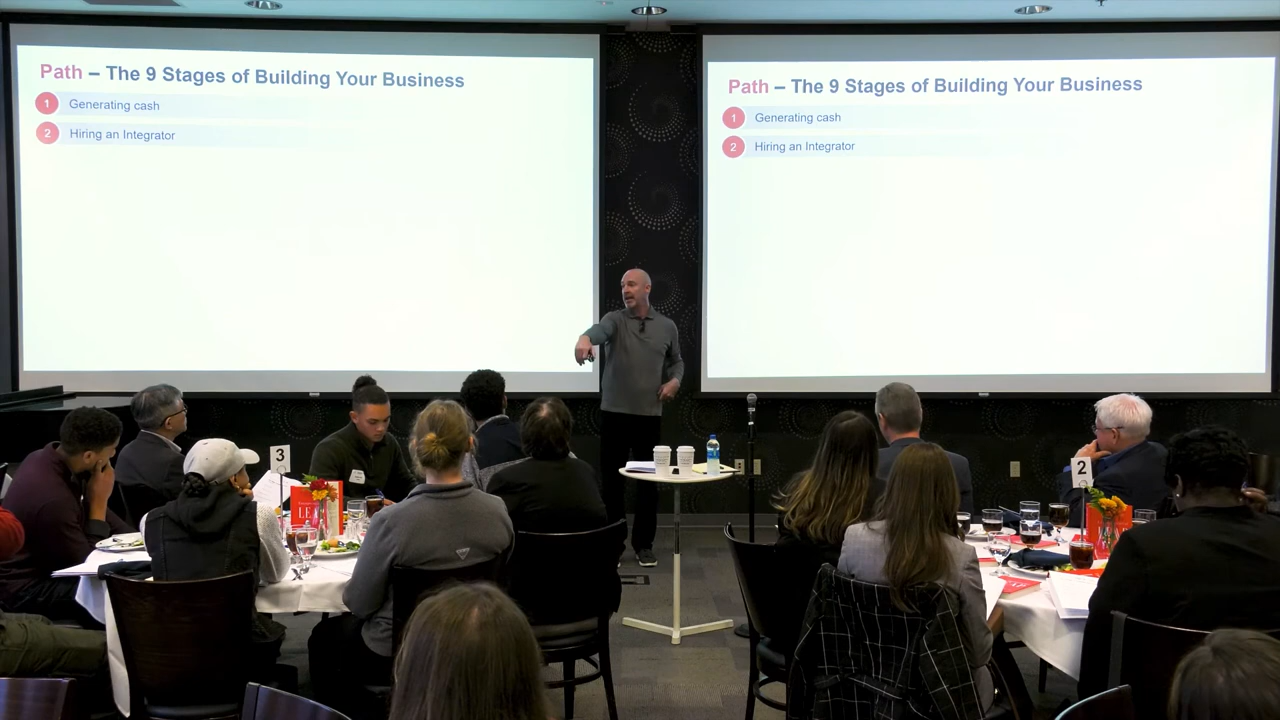 Path – The 9 Stages of Building Your Business
1 Generating cash
2 Hiring an Integrator
Path – The 9 Stages of Building Your Business
1 Generating cash
2 Hiring an Integrator
3
2